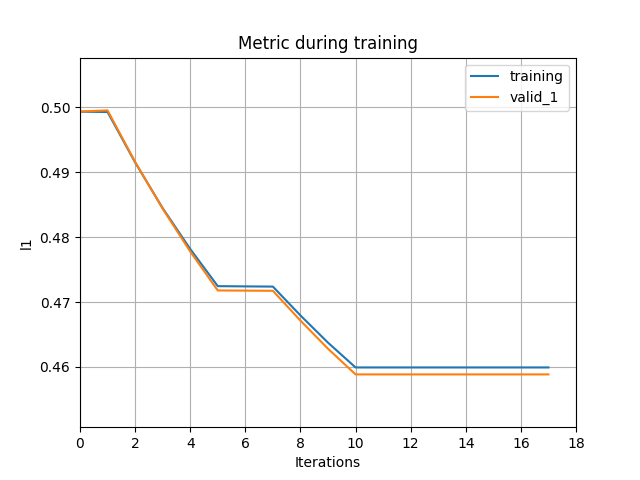 Metric during training
training
valid_1
0.50
0.49
0.48
0.47
0.46
l1
0 2 4 6 8 10 12 14 16 18
Iterations